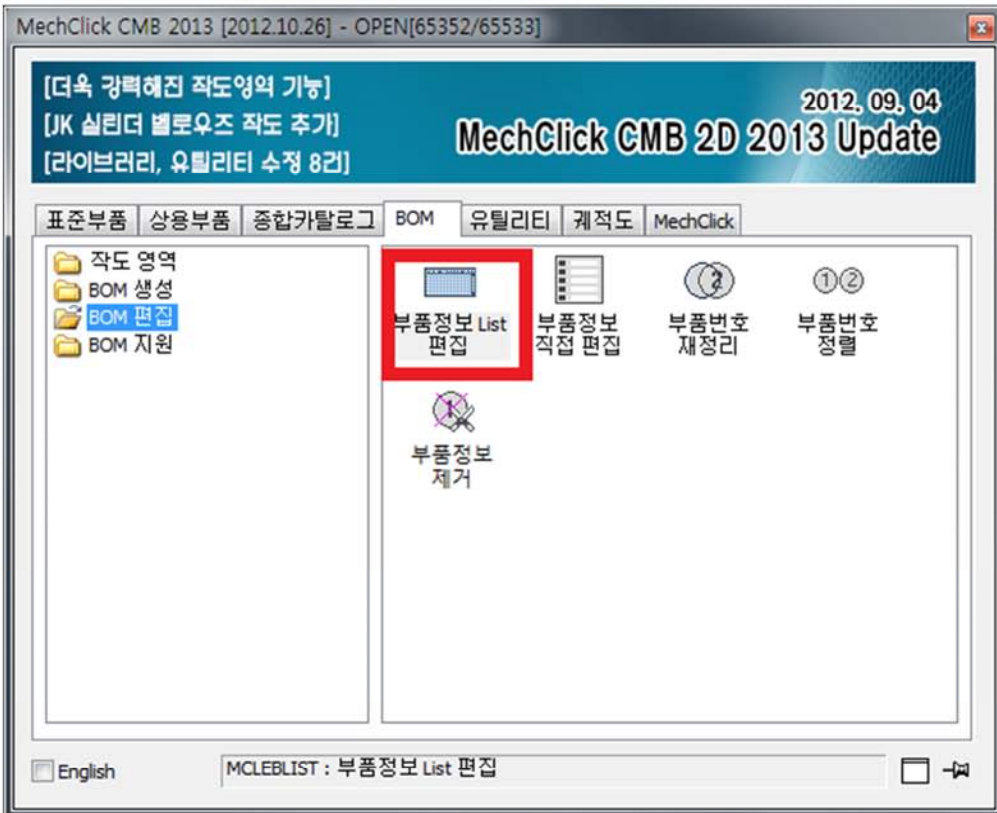 MechClick CMB 2013 [2012.10.26] - OPEN[65352/65533]
[더욱 강력해진 작도영역 기능]
[JK 실린더 벨로우즈 작도 추가]
[라이브러리, 유틸리티 수정 8건]
2012, 09, 04
MechClick CMB 2D 2013 Update
표준부품 상용부품 종합카탈로그 BOM 유틸리티 궤적도 MechClick
작도 영역
BOM 생성
BOM 편집
BOM 지원
부품정보 List
편집
부품정보
직접 편집
부품번호
재정리
①②
부품번호
정렬
부품정보
제거
English
MCLEBLIST : 부품정보 List 편집